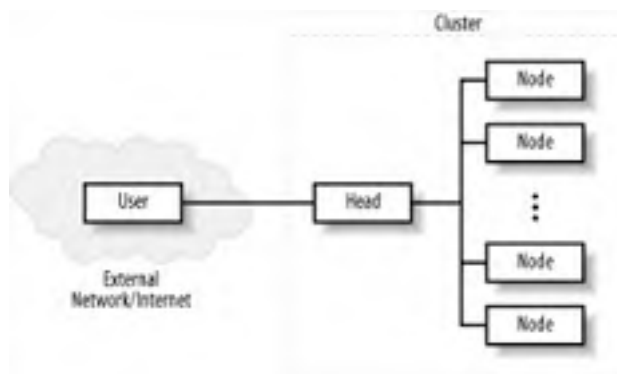 Cluster
Node
Node
User
Head
Node
External
Network/Internet
Node